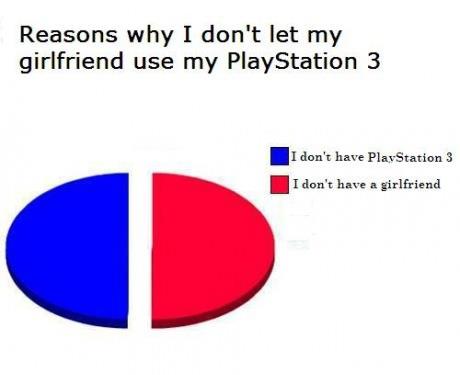 Reasons why I don't let my
girlfriend use my PlayStation 3
I don't have PlayStation 3
I don't have a girlfriend